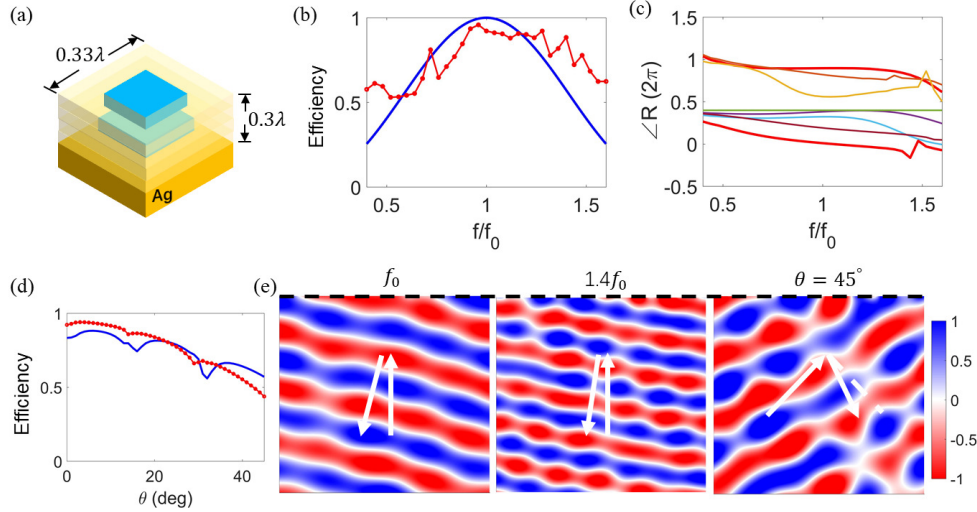 (a)
0.33λ
0.3λ
Ag
(b)
Efficiency
1
0.5
0
0.5
1
1.5
f/f₀
(c)
∠R (2π)
1.5
1
0.5
0
-0.5
0.5
1
1.5
f/f₀
(d)
Efficiency
1
0.5
0
0
20
40
θ (deg)
(e)
f₀
1.4f₀
θ = 45°
1
0.5
0
-0.5
-1